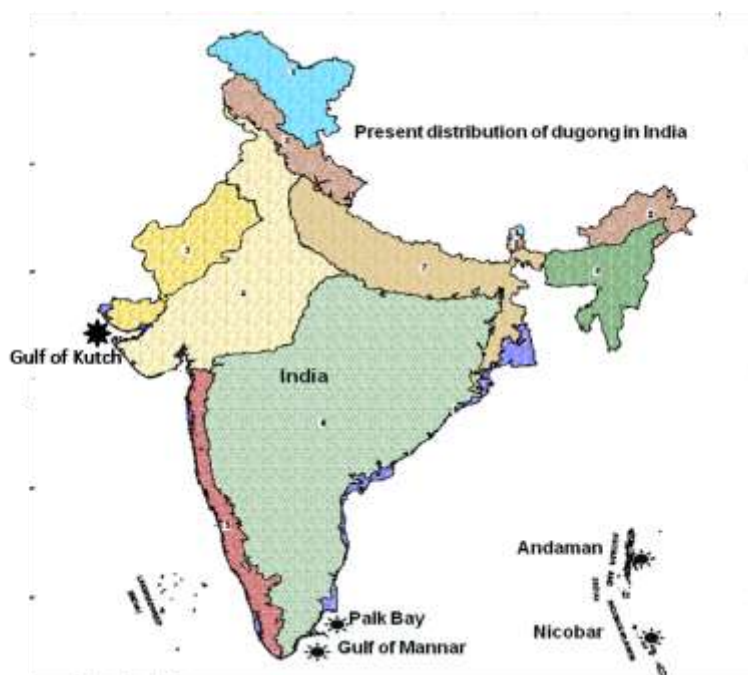 Present distribution of dugong in India
Gulf of Kutch
India
Andaman
Palk Bay
Nicobar
Gulf of Mannar